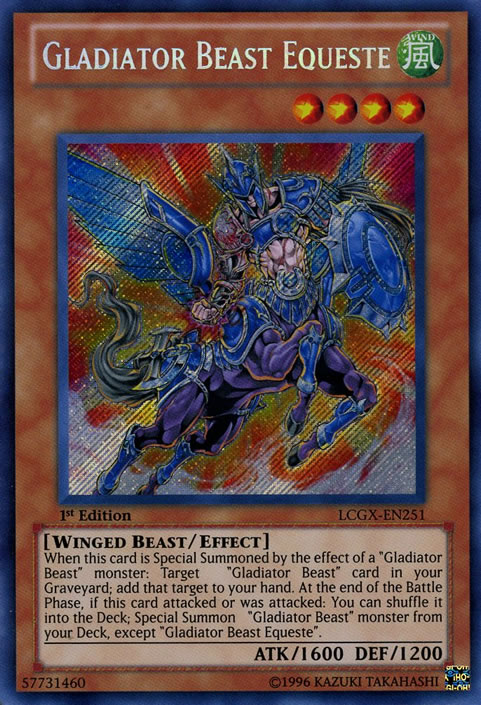 GLADIATOR BEAST EQUESTE
WIND
風
1st Edition
LCGX-EN251
[WINGED BEAST/EFFECT]
When this card is Special Summoned by the effect of a "Gladiator
Beast" monster: Target "Gladiator Beast" card in your
Graveyard; add that target to your hand. At the end of the Battle
Phase, if this card attacked or was attacked: You can shuffle it
into the Deck; Special Summon "Gladiator Beast" monster from
your Deck, except "Gladiator Beast Equeste".
ATK/1600 DEF/1200
57731460
©1996 KAZUKI TAKAHASHI